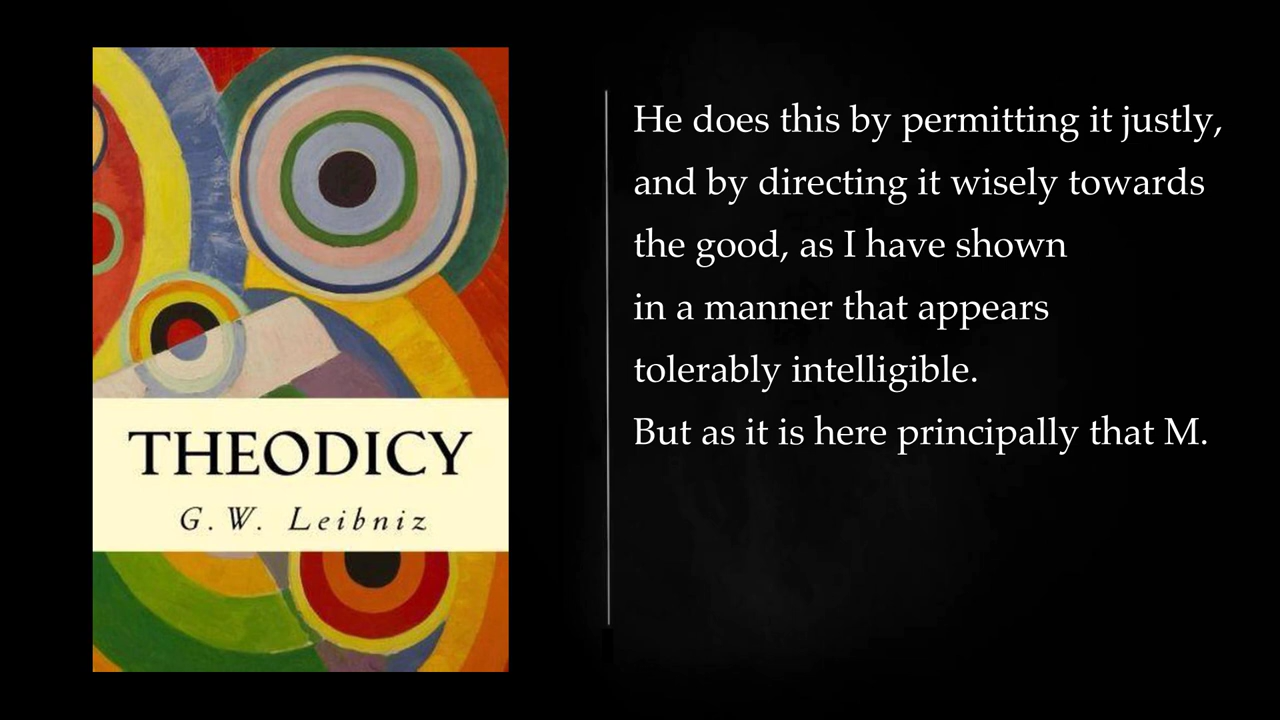 THEODICY
G. W. Leibniz
He does this by permitting it justly,
and by directing it wisely towards
the good, as I have shown
in a manner that appears
tolerably intelligible.
But as it is here principally that M.